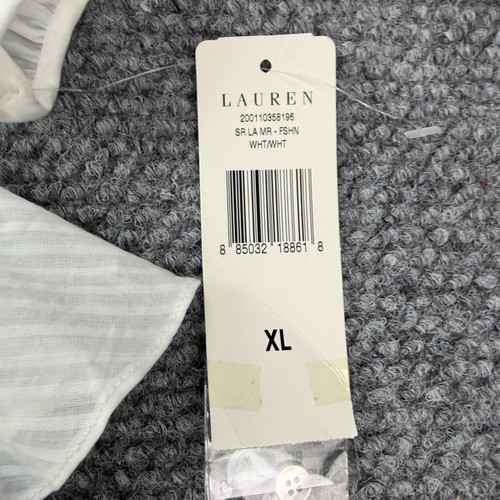 LAUREN
200110358196
SR LA MR - FSHN
WHT/WHT
8 85032 18861 8
XL